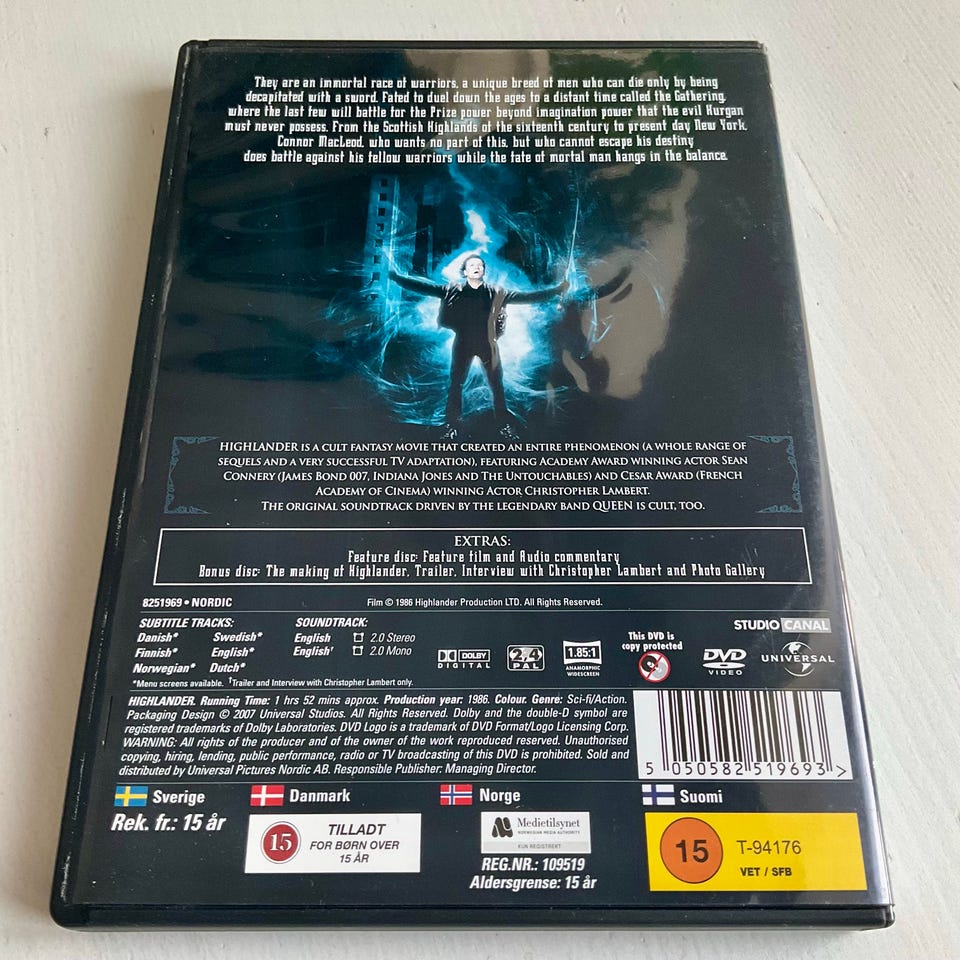 They are an immortal race of warriors, a unique breed of men who can die only by being
decapitated with a sword. Fated to duel down the ages to a distant time called the Gathering,
where the last few will battle for the Prize power beyond imagination power that the evil Kurgan
must never possess. From the Scottish Highlands of the sixteenth century to present day New York,
Connor MacLeod, who wants no part of this, but who cannot escape his destiny
does battle against his fellow warriors while the fate of mortal man hangs in the balance.
HIGHLANDER IS A CULT FANTASY MOVIE THAT CREATED AN ENTIRE PHENOMENON (A WHOLE RANGE OF
SEQUELS AND A VERY SUCCESSFUL TV ADAPTATION), FEATURING ACADEMY AWARD WINNING ACTOR SEAN
CONNERY (JAMES BOND 007, INDIANA JONES AND THE UNTOUCHABLES) AND CESAR AWARD (FRENCH
ACADEMY OF CINEMA) WINNING ACTOR CHRISTOPHER LAMBERT.
THE ORIGINAL SOUNDTRACK DRIVEN BY THE LEGENDARY BAND QUEEN IS CULT, TOO.
EXTRAS:
Feature disc: Feature film and Audio commentary
Bonus disc: The making of Highlander, Trailer, Interview with Christopher Lambert and Photo Gallery
8251969 • NORDIC Film © 1986 Highlander Production LTD. All Rights Reserved.
SUBTITLE TRACKS: SOUNDTRACK:
Danish* Swedish* English 2.0 Stereo
Finnish* English* English† 2.0 Mono
Norwegian* Dutch*
*Menu screens available. †Trailer and Interview with Christopher Lambert only.
DOLBY
DIGITAL
2,4
PAL
1.85:1
ANAMORPHIC
WIDESCREEN
This DVD is
copy protected
STUDIO CANAL
DVD
VIDEO
UNIVERSAL
HIGHLANDER. Running Time: 1 hrs 52 mins approx. Production year: 1986. Colour. Genre: Sci-fi/Action.
Packaging Design © 2007 Universal Studios. All Rights Reserved. Dolby and the double-D symbol are
registered trademarks of Dolby Laboratories. DVD Logo is a trademark of DVD Format/Logo Licensing Corp.
WARNING: All rights of the producer and of the owner of the work reproduced reserved. Unauthorised
copying, hiring, lending, public performance, radio or TV broadcasting of this DVD is prohibited. Sold and
distributed by Universal Pictures Nordic AB. Responsible Publisher: Managing Director.
5 050582 519693 >
Sverige
Rek. fr.: 15 år
Danmark
15
TILLADT
FOR BØRN OVER
15 ÅR
Norge
Medietilsynet
NORWEGIAN MEDIA AUTHORITY
KUN REGISTRERT
REG.NR.: 109519
Aldersgrense: 15 år
Suomi
15
T-94176
VET / SFB